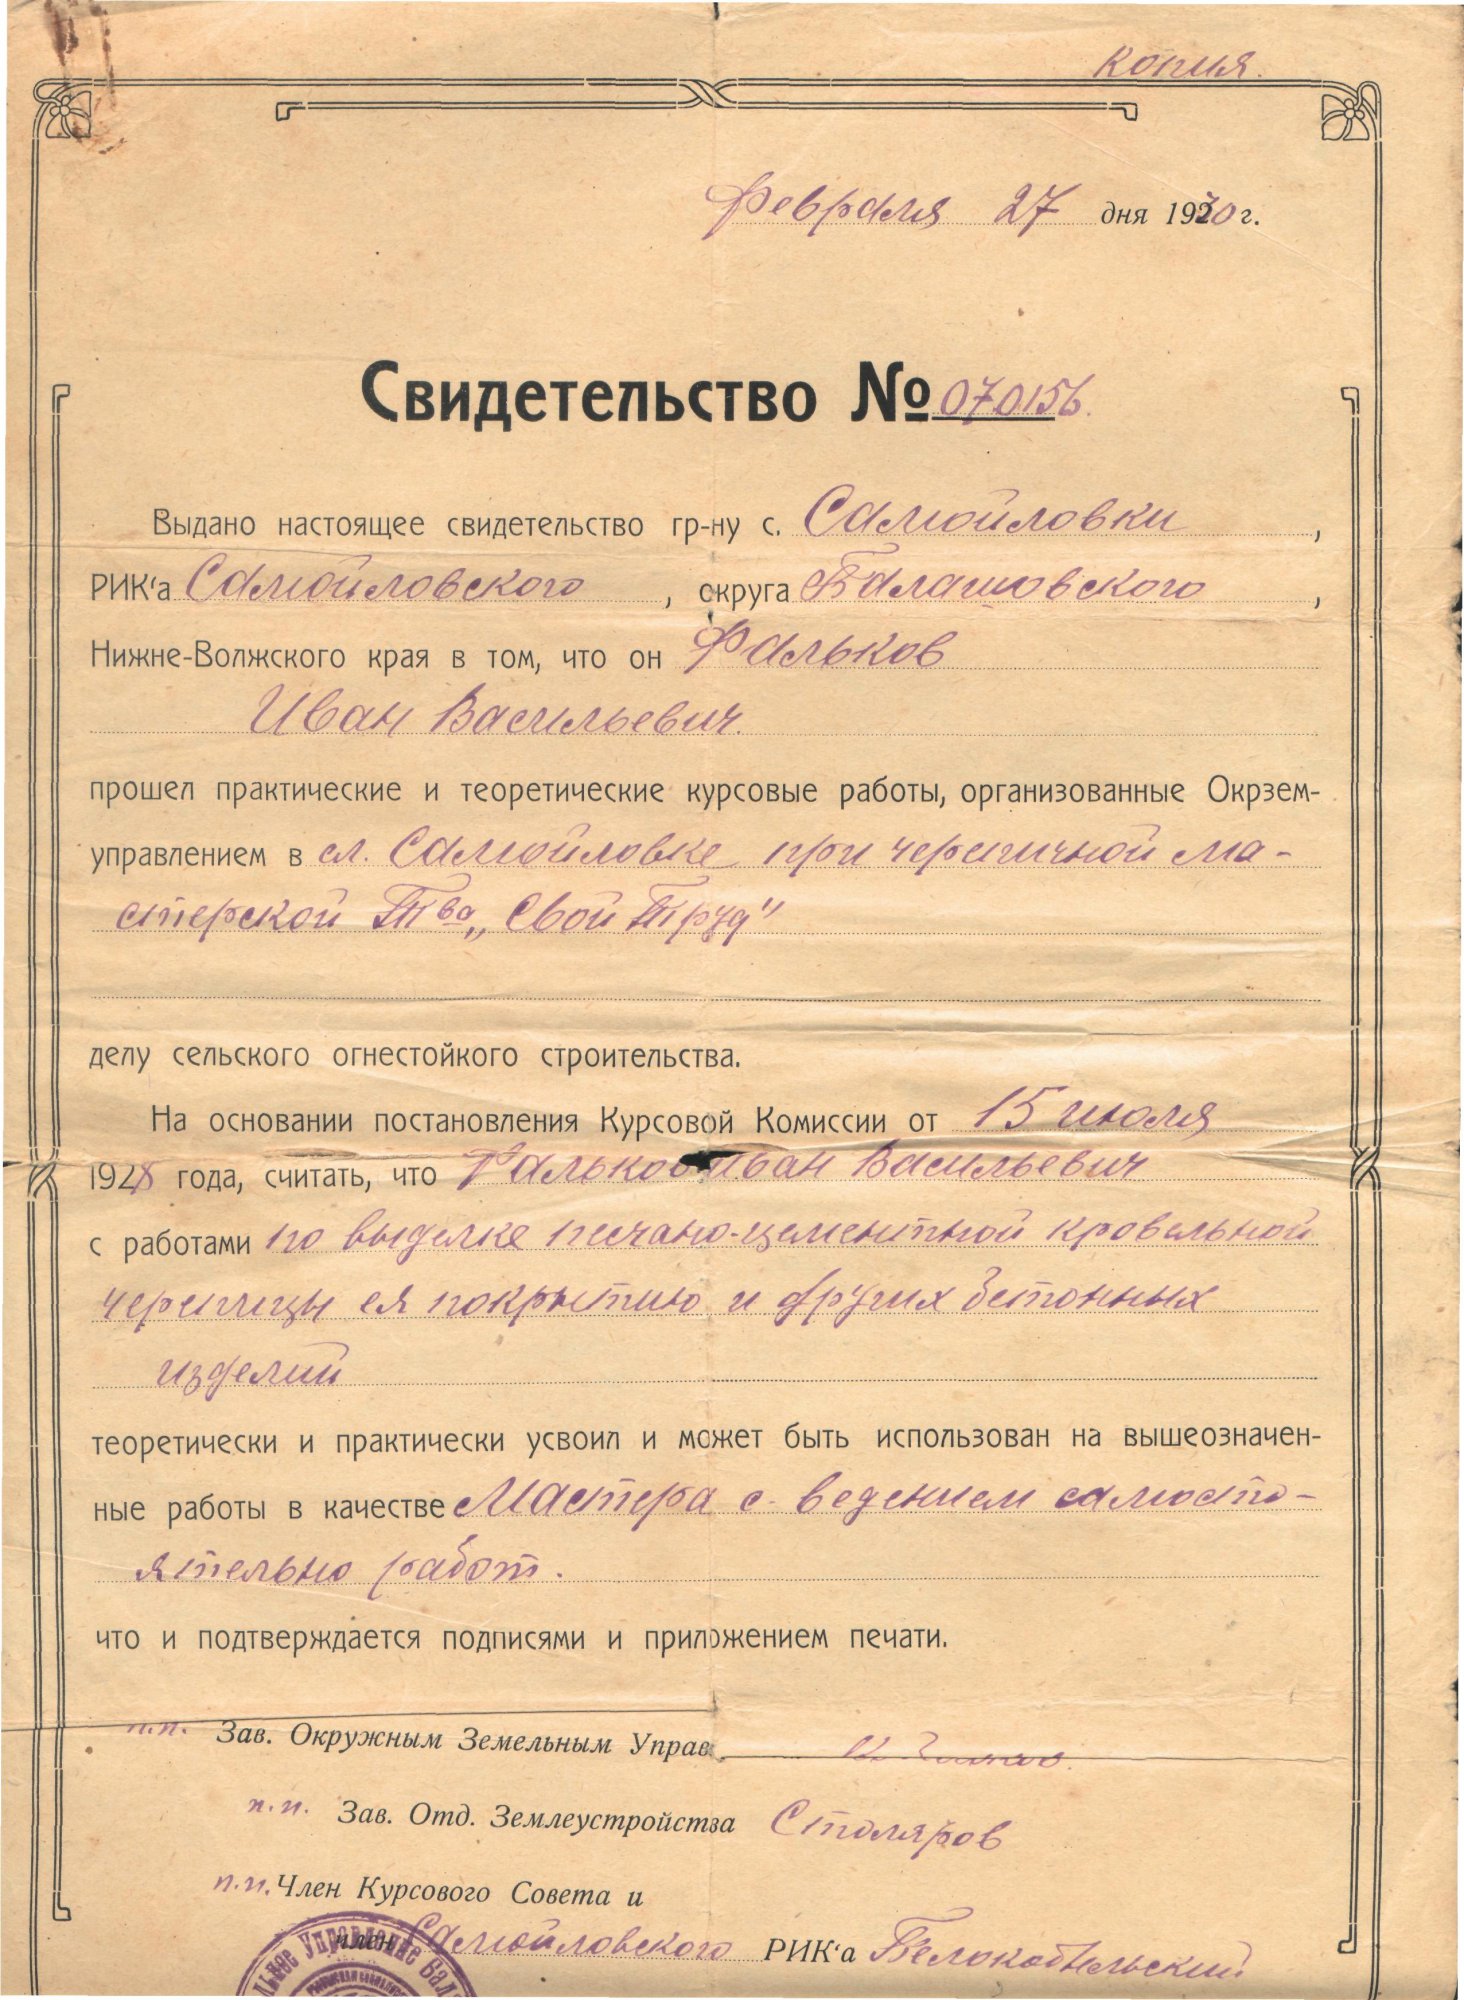 копия.
Февраля 27 дня 1930 г.
Свидетельство № 070156.
Выдано настоящее свидетельство гр-ну с. Самойловки,
РИК'а Самойловского, округа Балашовского,
Нижне-Волжского края в том, что он Фальков
Иван Васильевич.
прошел практические и теоретические курсовые работы, организованные Окрзем-
управлением в сл. Самойловке при черепичной ма-
стерской Тва „Свой Труд"
делу сельского огнестойкого строительства.
На основании постановления Курсовой Комиссии от 15 июля
1928 года, считать, что Фальков Иван Васильевич
с работами по выделке песчано-цементной кровельной
черепицы ея покрытию и других бетонных
изделий
теоретически и практически усвоил и может быть использован на вышеозначен-
ные работы в качестве Мастера с ведением самосто-
ятельно работ.
что и подтверждается подписями и приложением печати.
п.п. Зав. Окружным Земельным Управ
п.п. Зав. Отд. Землеустройства Столяров
п.п. Член Курсового Совета и
член Самойловского РИК'а Белокобыльский
Управление